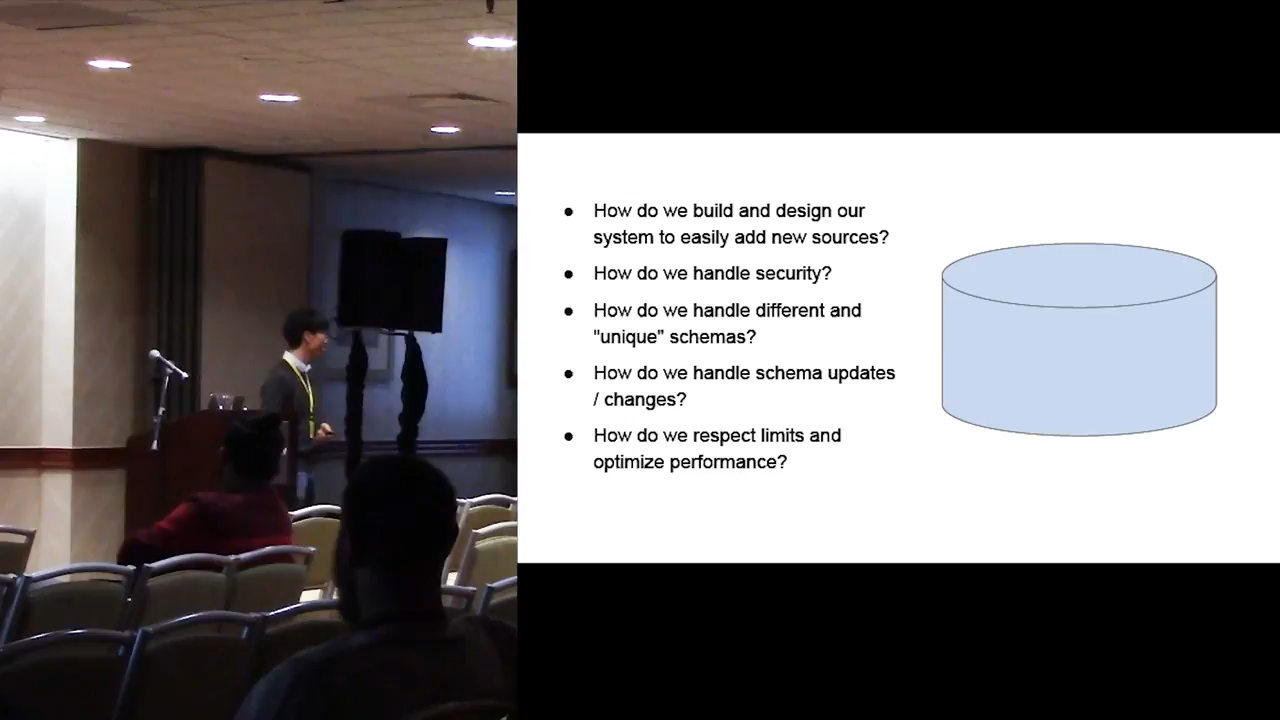 ● How do we build and design our
system to easily add new sources?
● How do we handle security?
● How do we handle different and
"unique" schemas?
● How do we handle schema updates
/ changes?
● How do we respect limits and
optimize performance?